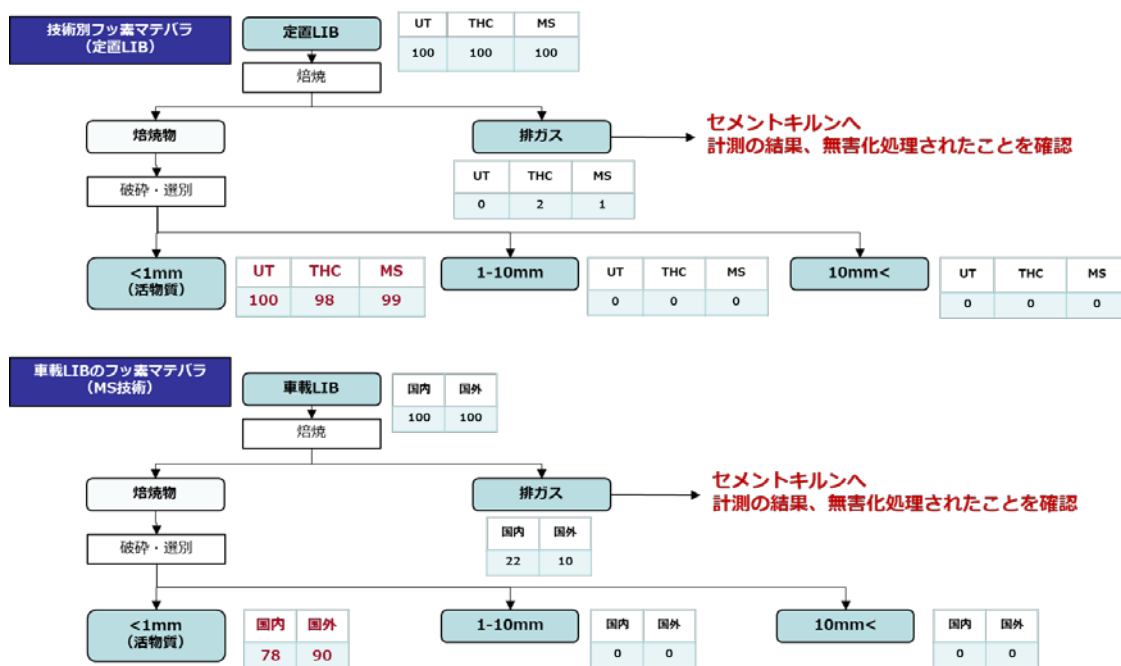 技術別フッ素マテバラ
(定置LIB)
定置LIB
UT THC MS
100 100 100
焙焼
焙焼物
排ガス
セメントキルンへ
計測の結果、無害化処理されたことを確認
UT THC MS
0 2 1
破砕・選別
<1mm
(活物質)
UT THC MS
100 98 99
1-10mm
UT THC MS
0 0 0
10mm<
UT THC MS
0 0 0
車載LIBのフッ素マテバラ
(MS技術)
車載LIB
国内 国外
100 100
焙焼
焙焼物
排ガス
セメントキルンへ
計測の結果、無害化処理されたことを確認
国内 国外
22 10
破砕・選別
<1mm
(活物質)
国内 国外
78 90
1-10mm
国内 国外
0 0
10mm<
国内 国外
0 0